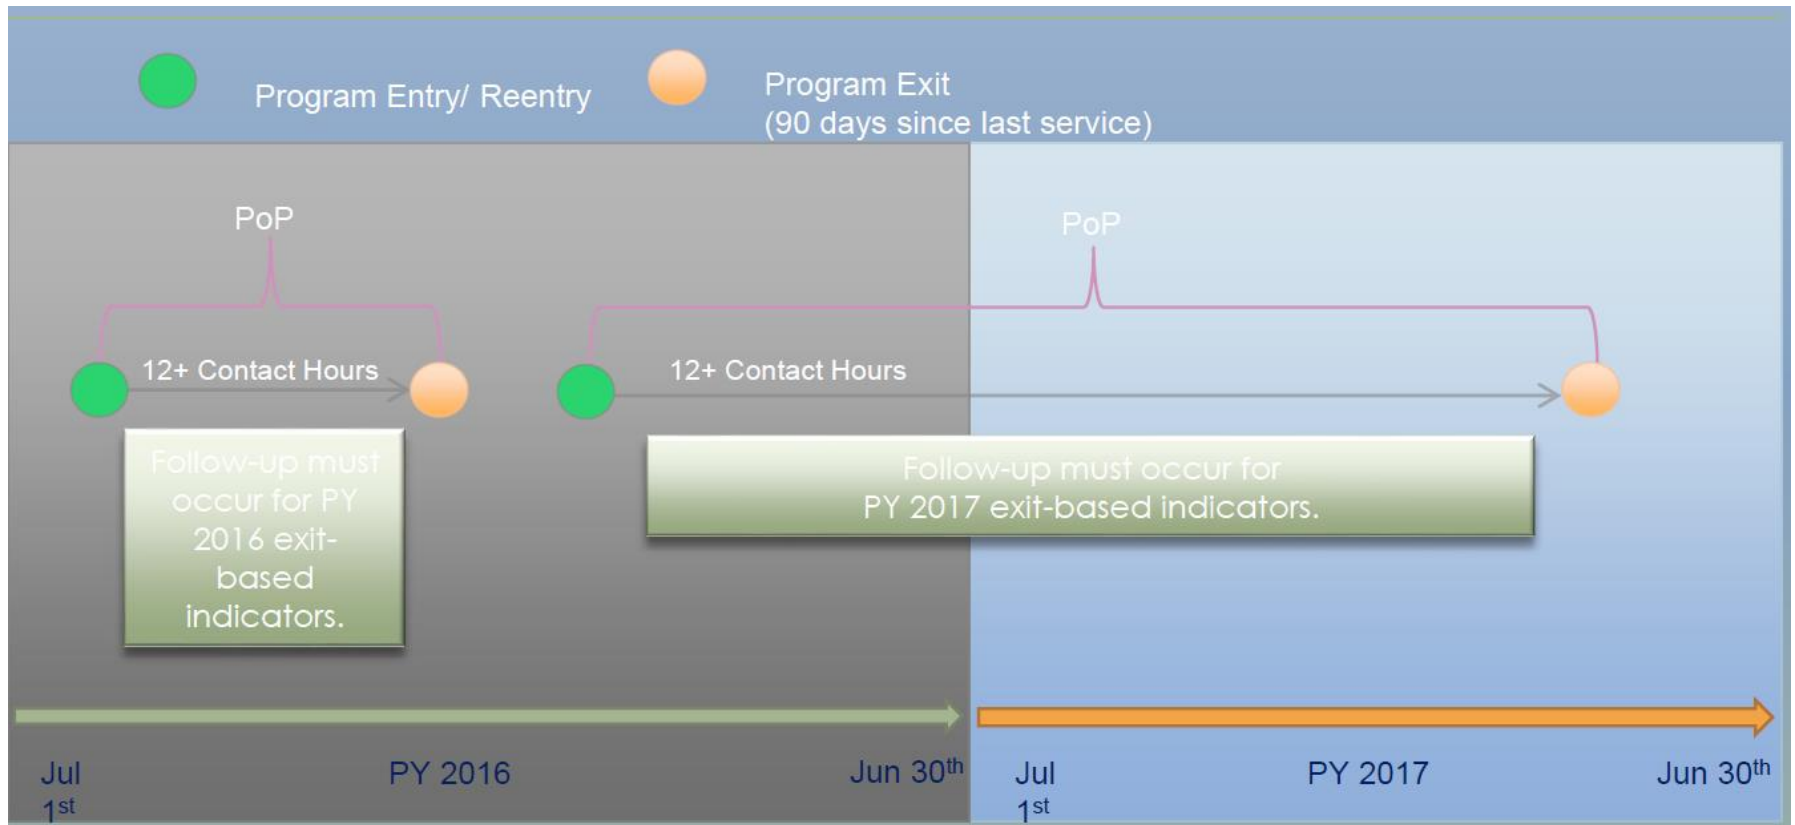 Program Entry/ Reentry
Program Exit
(90 days since last service)
PoP
PoP
12+ Contact Hours
12+ Contact Hours
Follow-up must
occur for PY
2016 exit-
based
indicators.
Follow-up must occur for
PY 2017 exit-based indicators.
Jul
1st
PY 2016
Jun 30th
Jul
1st
PY 2017
Jun 30th